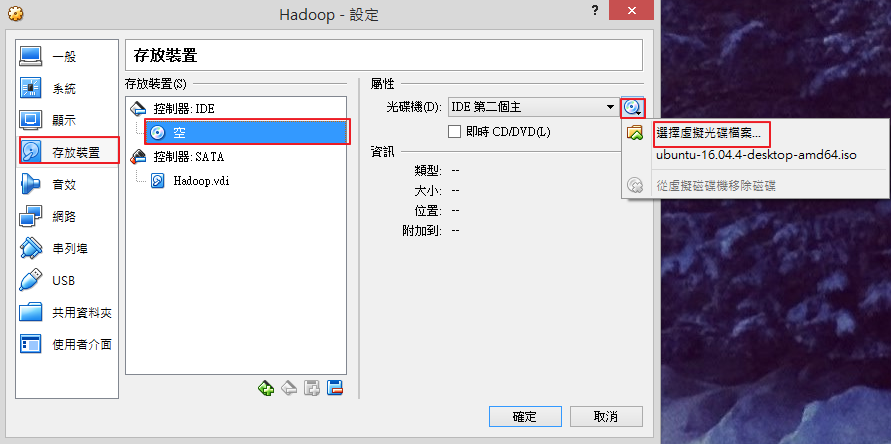 Hadoop - 設定
?
一般
系統
顯示
存放裝置
音效
網路
串列埠
USB
共用資料夾
使用者介面
存放裝置
存放裝置(S)
控制器: IDE
空
控制器: SATA
Hadoop.vdi
屬性
光碟機(D): IDE 第二個主
即時 CD/DVD(L)
資訊
類型: --
大小: --
位置: --
附加到: --
選擇虛擬光碟檔案...
ubuntu-16.04.4-desktop-amd64.iso
從虛擬磁碟機移除磁碟
確定
取消